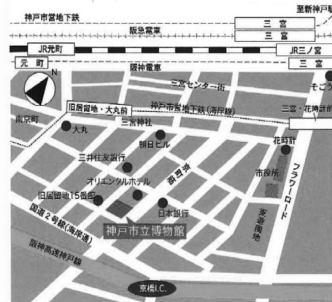 至新神戸駅
神戸市営地下鉄
三宮
阪急電車
三宮
JR元町
JR三ノ宮
元町
阪神電車
三宮
N
三宮センター街
そごう
旧居留地・大丸前
神戸市営地下鉄(海岸線)
三宮・花時計前
南京町
大丸
三宮神社
朝日ビル
花時計
三井住友銀行
京町筋
市役所
フラワーロード
オリエンタルホテル
旧居留地15番館
日本銀行
東遊園地
国道2号線(海岸通)
神戸市立博物館
阪神高速神戸線
京橋I.C.